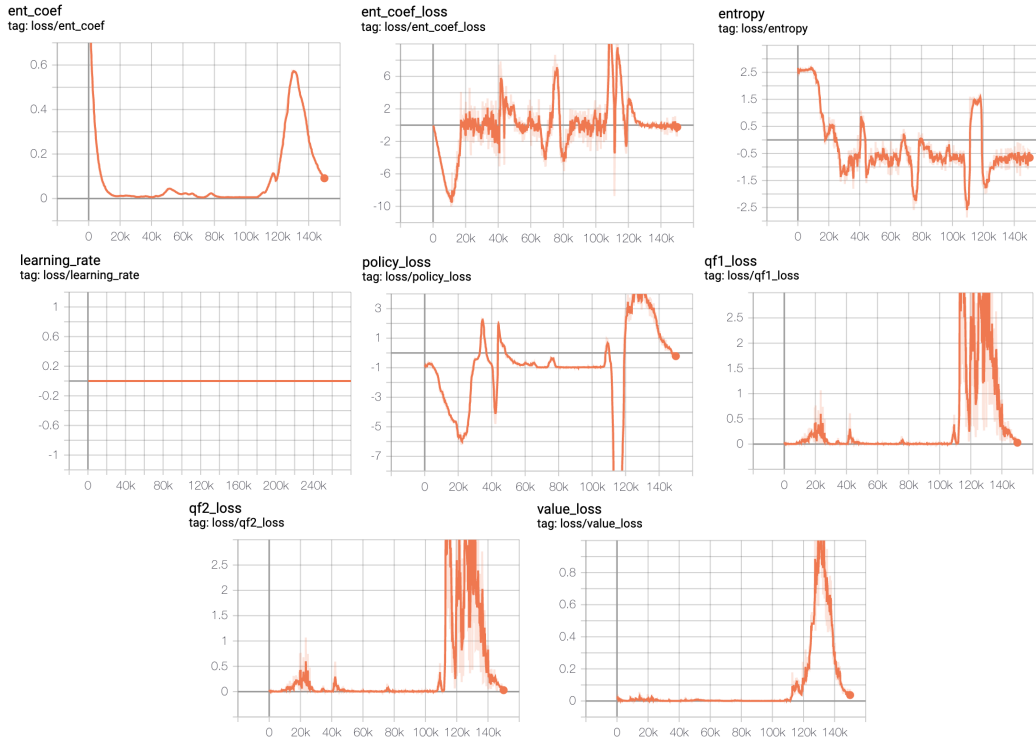 ent_coef
tag: loss/ent_coef
0.6
0.4
0.2
0
0 20k 40k 60k 80k 100k 120k 140k
ent_coef_loss
tag: loss/ent_coef_loss
6
2
-2
-6
-10
0 20k 40k 60k 80k 100k 120k 140k
entropy
tag: loss/entropy
2.5
1.5
0.5
-0.5
-1.5
-2.5
0 20k 40k 60k 80k 100k 120k 140k
learning_rate
tag: loss/learning_rate
1
0.6
0.2
-0.2
-0.6
-1
0 40k 80k 120k 160k 200k 240k
policy_loss
tag: loss/policy_loss
3
1
-1
-3
-5
-7
0 20k 40k 60k 80k 100k 120k 140k
qf1_loss
tag: loss/qf1_loss
2.5
2
1.5
1
0.5
0
0 20k 40k 60k 80k 100k 120k 140k
qf2_loss
tag: loss/qf2_loss
2.5
2
1.5
1
0.5
0
0 20k 40k 60k 80k 100k 120k 140k
value_loss
tag: loss/value_loss
0.8
0.6
0.4
0.2
0
0 20k 40k 60k 80k 100k 120k 140k